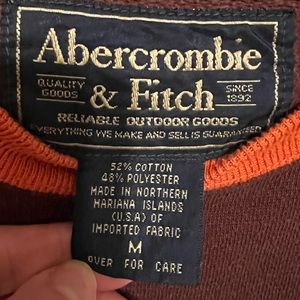 Abercrombie
QUALITY GOODS & Fitch SINCE 1892
RELIABLE OUTDOOR GOODS
EVERYTHING WE MAKE AND SELL IS GUARANTEED
52% COTTON
48% POLYESTER
MADE IN NORTHERN
MARIANA ISLANDS
(U.S.A) OF
IMPORTED FABRIC
M
OVER FOR CARE